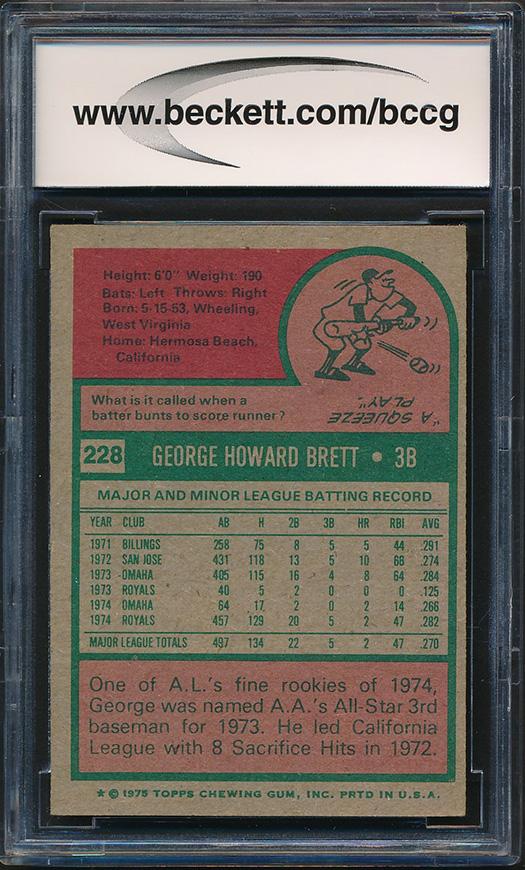 www.beckett.com/bccg
Height: 6'0" Weight: 190
Bats: Left Throws: Right
Born: 5-15-53, Wheeling,
West Virginia
Home: Hermosa Beach,
California
What is it called when a
batter bunts to score runner?
"A SQUEEZE
PLAY".
228 GEORGE HOWARD BRETT • 3B
MAJOR AND MINOR LEAGUE BATTING RECORD
YEAR CLUB AB H 2B 3B HR RBI AVG
1971 BILLINGS 258 75 8 5 5 44 .291
1972 SAN JOSE 431 118 13 5 10 68 .274
1973 OMAHA 405 115 16 4 8 64 .284
1973 ROYALS 40 5 2 0 0 0 .125
1974 OMAHA 64 17 2 0 2 14 .266
1974 ROYALS 457 129 20 5 2 47 .282
MAJOR LEAGUE TOTALS 497 134 22 5 2 47 .270
One of A.L.'s fine rookies of 1974,
George was named A.A.'s All-Star 3rd
baseman for 1973. He led California
League with 8 Sacrifice Hits in 1972.
★ © 1975 TOPPS CHEWING GUM, INC. PRTD IN U.S.A.